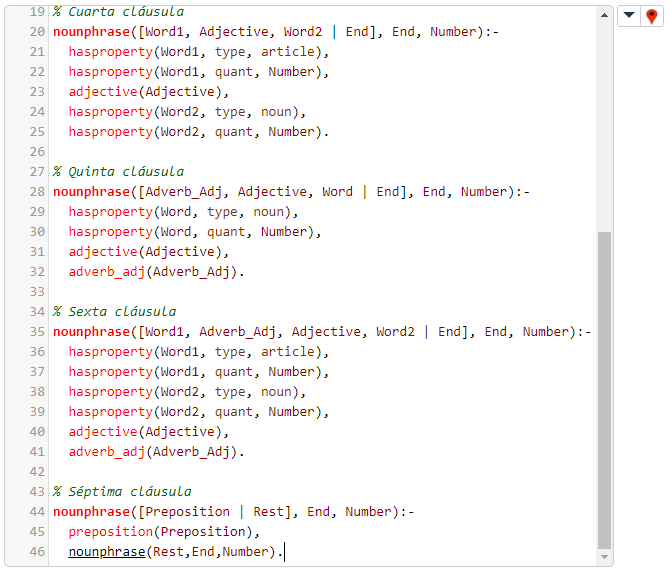 19 % Cuarta cláusula
20 nounphrase([Word1, Adjective, Word2 | End], End, Number):-
21   hasproperty(Word1, type, article),
22   hasproperty(Word1, quant, Number),
23   adjective(Adjective),
24   hasproperty(Word2, type, noun),
25   hasproperty(Word2, quant, Number).
26
27 % Quinta cláusula
28 nounphrase([Adverb_Adj, Adjective, Word | End], End, Number):-
29   hasproperty(Word, type, noun),
30   hasproperty(Word, quant, Number),
31   adjective(Adjective),
32   adverb_adj(Adverb_Adj).
33
34 % Sexta cláusula
35 nounphrase([Word1, Adverb_Adj, Adjective, Word2 | End], End, Number):-
36   hasproperty(Word1, type, article),
37   hasproperty(Word1, quant, Number),
38   hasproperty(Word2, type, noun),
39   hasproperty(Word2, quant, Number),
40   adjective(Adjective),
41   adverb_adj(Adverb_Adj).
42
43 % Séptima cláusula
44 nounphrase([Preposition | Rest], End, Number):-
45   preposition(Preposition),
46   nounphrase(Rest,End,Number).